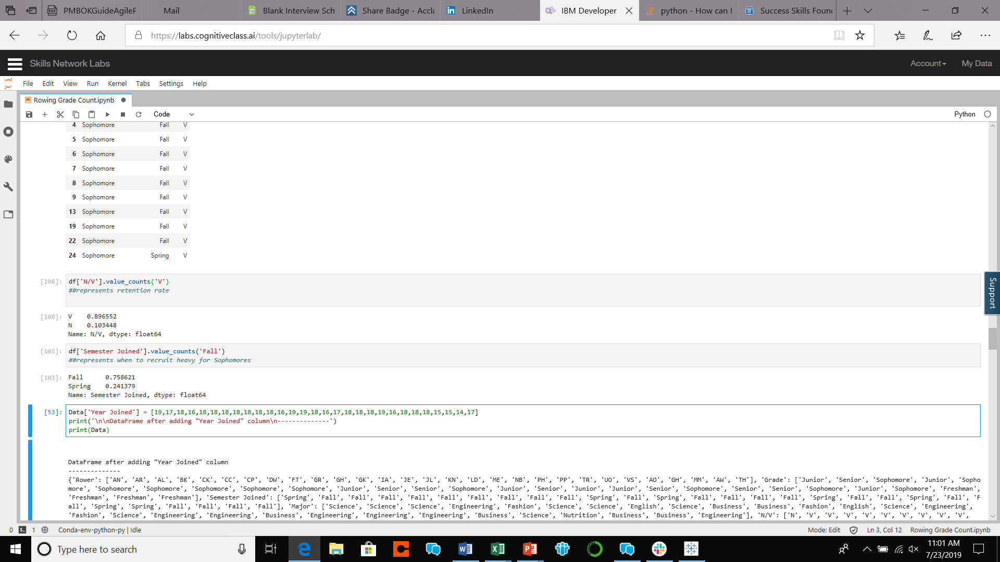 PMBOKGuideAgileF
Mail
Blank Interview Sch
Share Badge - Accla
LinkedIn
IBM Developer
python - How can I
Success Skills Foun
https://labs.cognitiveclass.ai/tools/jupyterlab/
Skills Network Labs
Account
My Data
File Edit View Run Kernel Tabs Settings Help
Rowing Grade Count.ipynb
Code
Python
4 Sophomore Fall V
5 Sophomore Fall V
6 Sophomore Fall V
7 Sophomore Fall V
8 Sophomore Fall V
9 Sophomore Fall V
13 Sophomore Fall V
19 Sophomore Fall V
22 Sophomore Fall V
24 Sophomore Spring V
[108]: df['N/V'].value_counts('V')
##represents retention rate
[108]: V 0.896552
N 0.103448
Name: N/V, dtype: float64
[103]: df['Semester Joined'].value_counts('Fall')
##represents when to recruit heavy for Sophomores
[103]: Fall 0.758621
Spring 0.241379
Name: Semester Joined, dtype: float64
[53]: Data['Year Joined'] = [19,17,18,16,18,18,18,18,18,18,18,16,19,19,18,16,17,18,18,18,19,16,18,18,18,15,15,14,17]
print('\n\nDataFrame after adding "Year Joined" column\n--------------')
print(Data)
DataFrame after adding "Year Joined" column
--------------
{'Rower': ['AN', 'AR', 'AL', 'BK', 'CK', 'CC', 'CP', 'DW', 'FT', 'GR', 'GH', 'GK', 'IA', 'JE', 'JL', 'KN', 'LD', 'ME', 'NB', 'PH', 'PP', 'TR', 'UO', 'VS', 'AO', 'GH', 'MM', 'AW', 'TH'], 'Grade': ['Junior', 'Senior', 'Sophomore', 'Junior', 'Sopho
more', 'Sophomore', 'Sophomore', 'Sophomore', 'Sophomore', 'Sophomore', 'Junior', 'Senior', 'Senior', 'Sophomore', 'Junior', 'Senior', 'Junior', 'Junior', 'Senior', 'Sophomore', 'Senior', 'Senior', 'Sophomore', 'Junior', 'Sophomore', 'Freshman',
'Freshman', 'Freshman', 'Freshman'], 'Semester Joined': ['Spring', 'Fall', 'Fall', 'Fall', 'Fall', 'Fall', 'Fall', 'Fall', 'Fall', 'Fall', 'Spring', 'Fall', 'Spring', 'Fall', 'Fall', 'Fall', 'Fall', 'Fall', 'Spring', 'Fall', 'Fall', 'Spring', 'Fall', 'F
all', 'Spring', 'Spring', 'Fall', 'Fall', 'Fall', 'Fall'], 'Major': ['Science', 'Science', 'Science', 'Engineering', 'Fashion', 'Science', 'Science', 'English', 'Science', 'Business', 'Business', 'Fashion', 'English', 'Science', 'Engineering',
'Fashion', 'Science', 'Engineering', 'Engineering', 'Business', 'Engineering', 'Engineering', 'Engineering', 'Business', 'Science', 'Nutrition', 'Business', 'Business', 'Engineering'], 'N/V': ['N', 'V', 'V', 'V', 'V', 'V', 'V', 'V', 'V', 'V',
Support
0 1 Conda-env-python-py | Idle
Mode: Edit
Ln 3, Col 12
Rowing Grade Count.ipynb
Type here to search
11:01 AM
7/23/2019